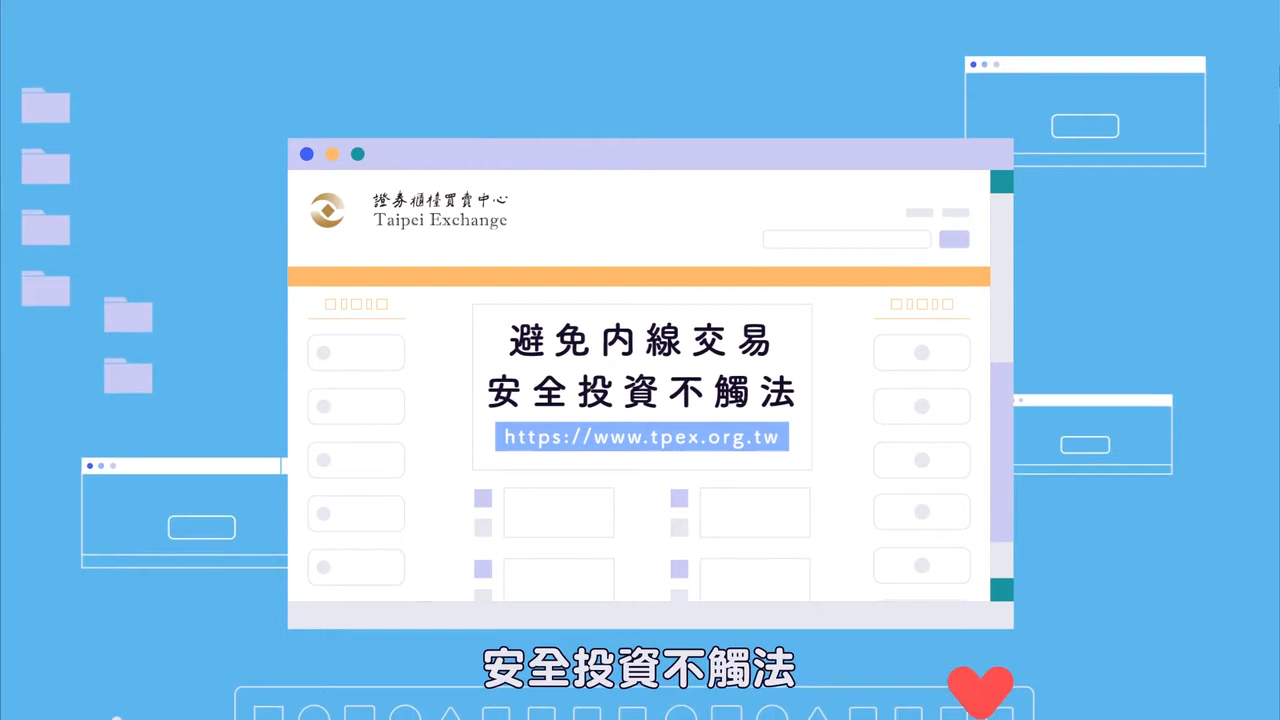 證券櫃檯買賣中心
Taipei Exchange
避免內線交易
安全投資不觸法
https://www.tpex.org.tw
安全投資不觸法